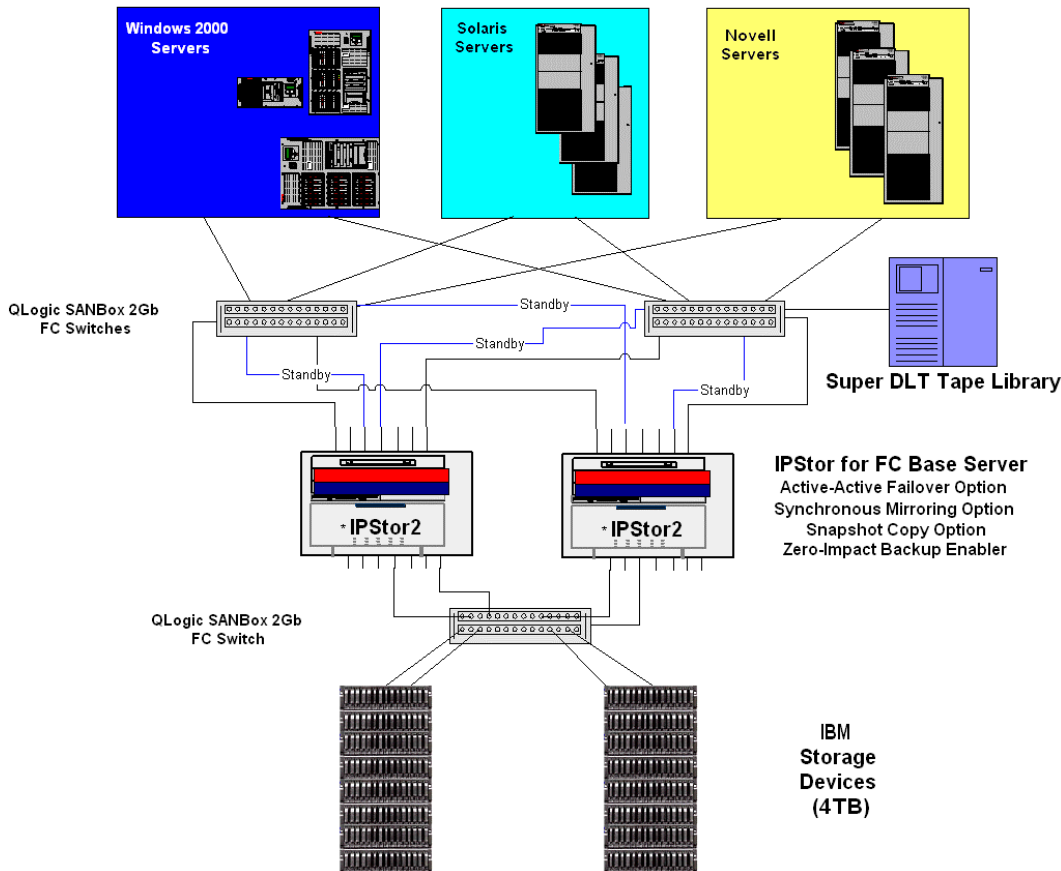 Windows 2000
Servers
Solaris
Servers
Novell
Servers
QLogic SANBox 2Gb
FC Switches
Standby
Standby
Standby
Standby
Super DLT Tape Library
* IPStor2
* IPStor2
IPStor for FC Base Server
Active-Active Failover Option
Synchronous Mirroring Option
Snapshot Copy Option
Zero-Impact Backup Enabler
QLogic SANBox 2Gb
FC Switch
IBM
Storage
Devices
(4TB)